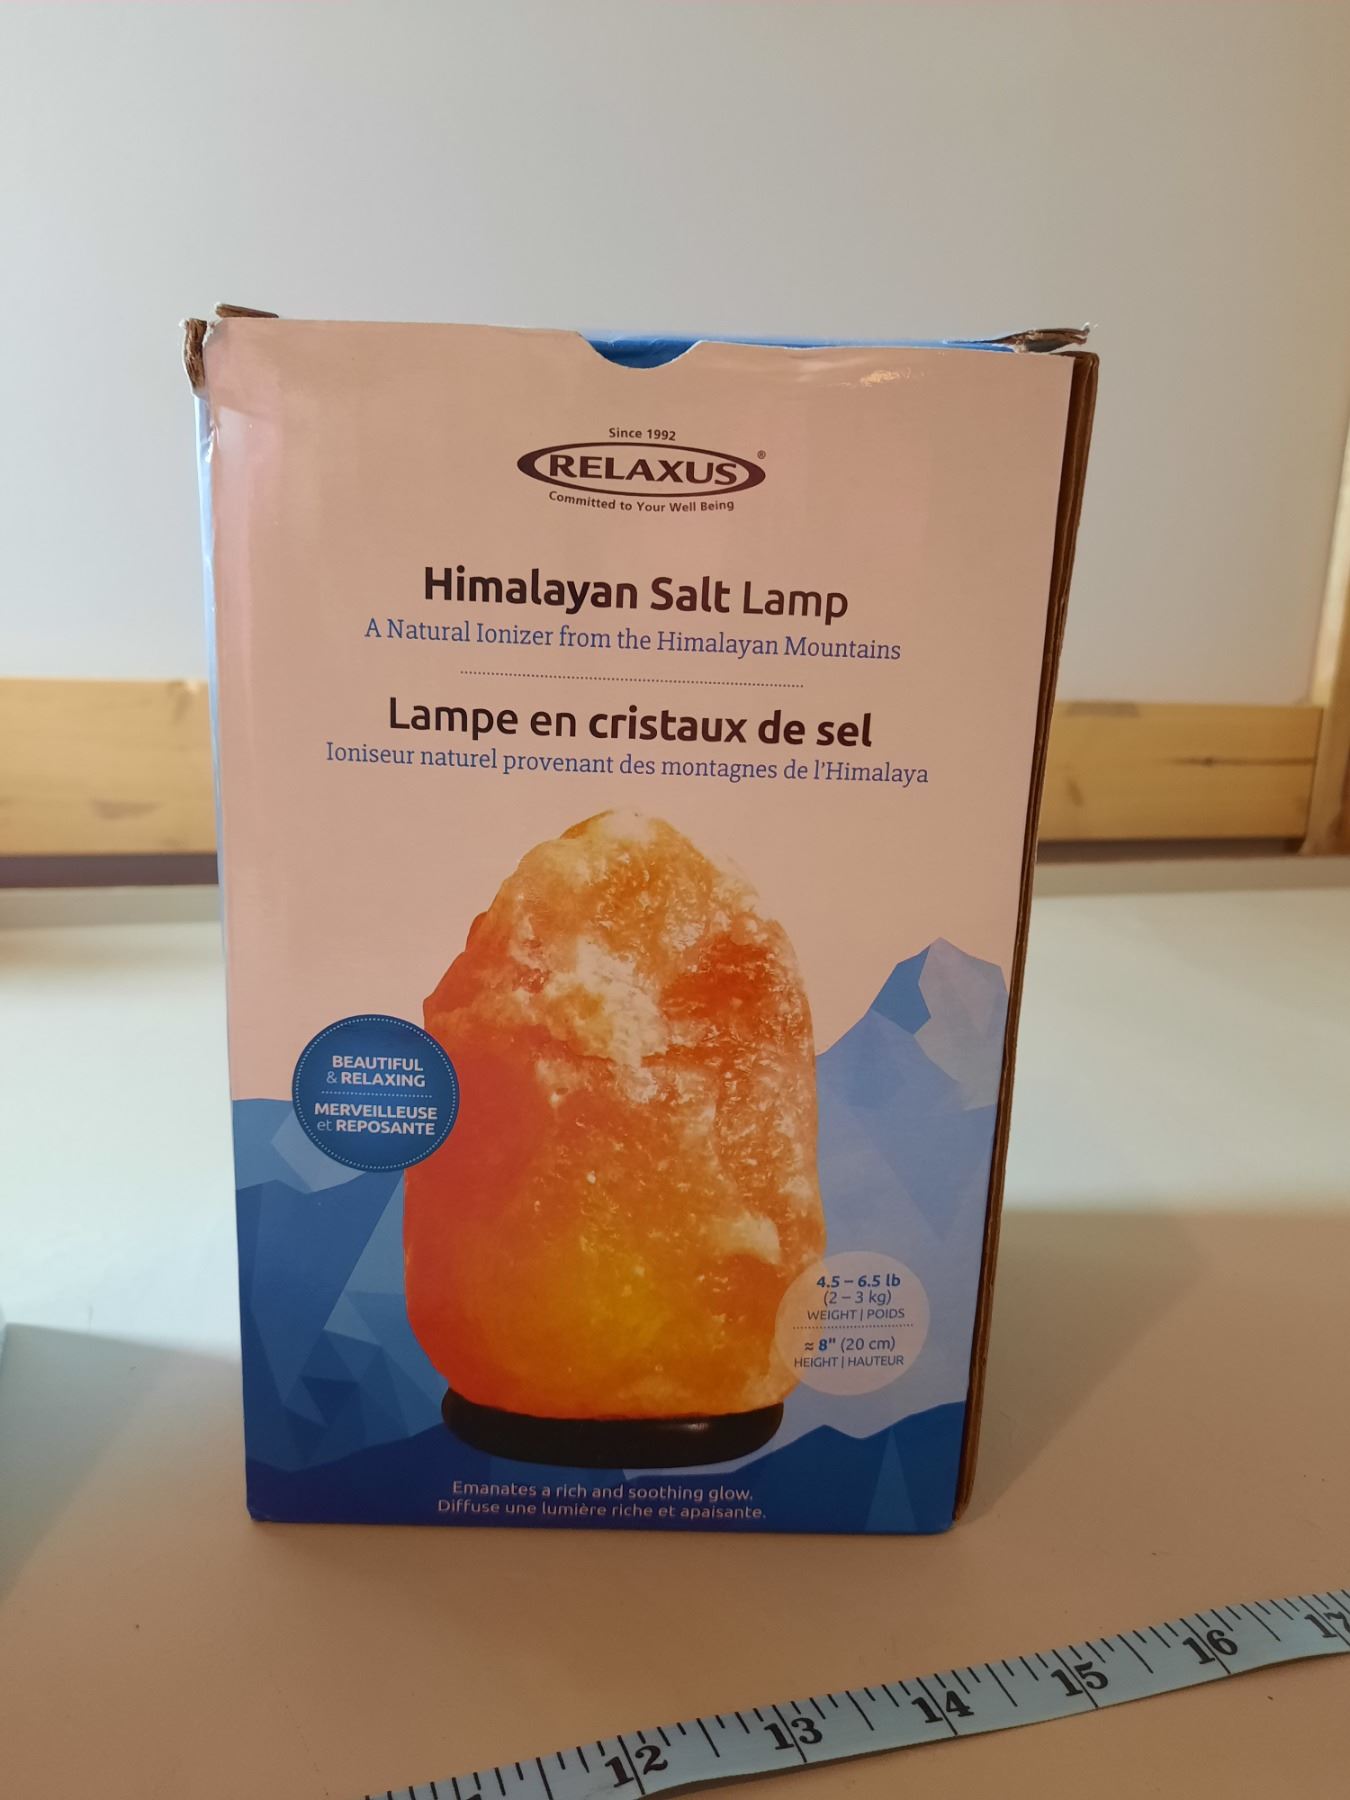 Since 1992
RELAXUS®
Committed to Your Well Being
Himalayan Salt Lamp
A Natural Ionizer from the Himalayan Mountains
Lampe en cristaux de sel
Ioniseur naturel provenant des montagnes de l'Himalaya
BEAUTIFUL
& RELAXING
MERVEILLEUSE
et REPOSANTE
4.5 – 6.5 lb
(2 – 3 kg)
WEIGHT | POIDS
≈ 8" (20 cm)
HEIGHT | HAUTEUR
Emanates a rich and soothing glow.
Diffuse une lumière riche et apaisante.
12 13 14 15 16 17